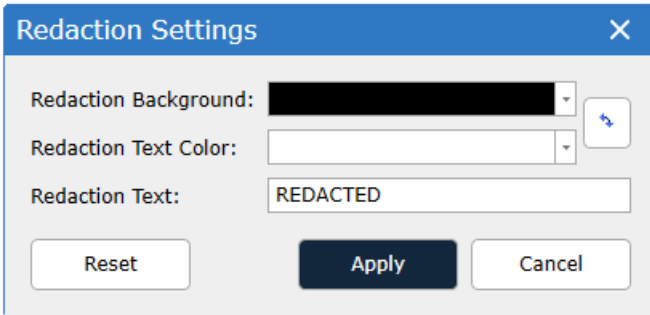 Redaction Settings
Redaction Background:
Redaction Text Color:
Redaction Text: REDACTED
Reset Apply Cancel